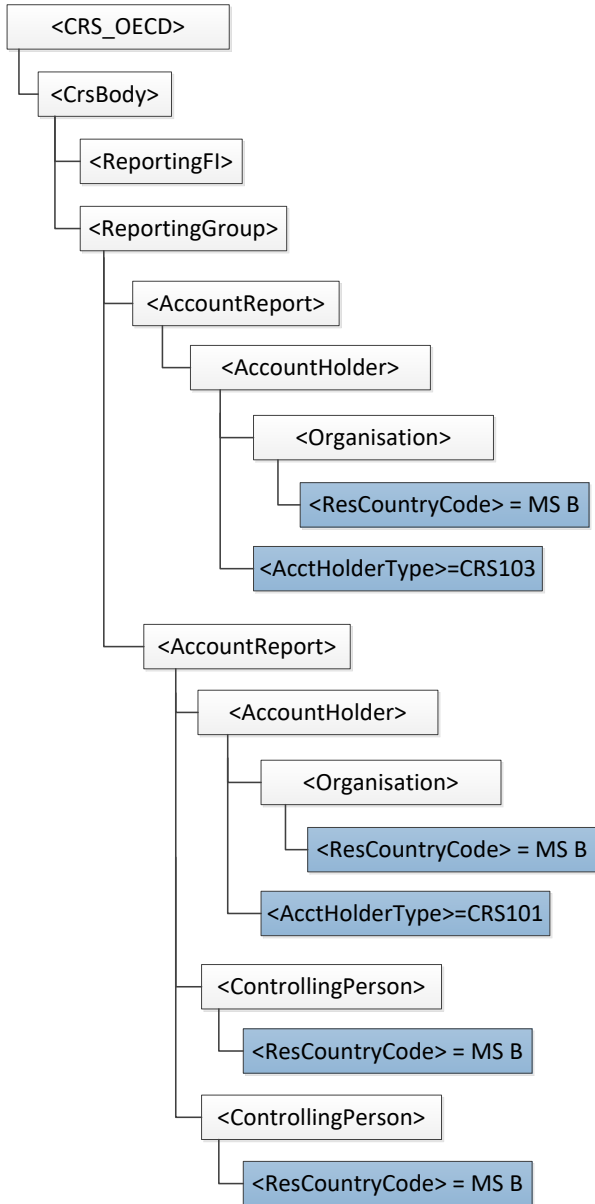 <CRS_OECD>
<CrsBody>
<ReportingFI>
<ReportingGroup>
<AccountReport>
<AccountHolder>
<Organisation>
<ResCountryCode> = MS B
<AcctHolderType>=CRS103
<AccountReport>
<AccountHolder>
<Organisation>
<ResCountryCode> = MS B
<AcctHolderType>=CRS101
<ControllingPerson>
<ResCountryCode> = MS B
<ControllingPerson>
<ResCountryCode> = MS B